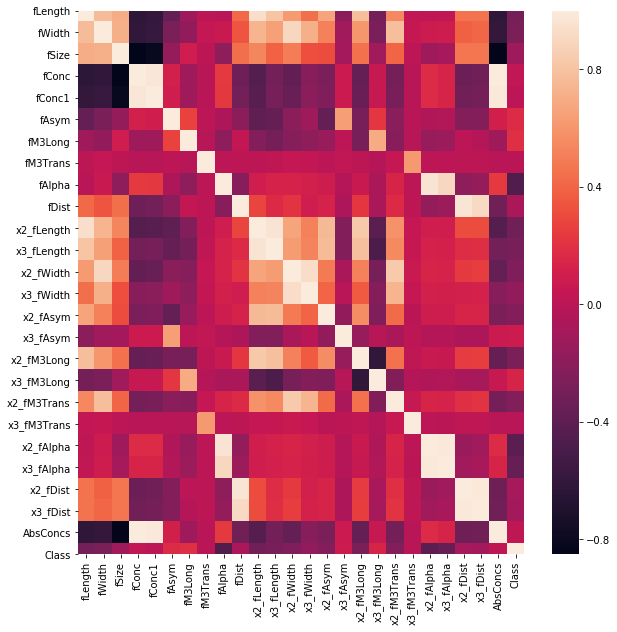 fLength
fWidth
fSize
fConc
fConc1
fAsym
fM3Long
fM3Trans
fAlpha
fDist
x2_fLength
x3_fLength
x2_fWidth
x3_fWidth
x2_fAsym
x3_fAsym
x2_fM3Long
x3_fM3Long
x2_fM3Trans
x3_fM3Trans
x2_fAlpha
x3_fAlpha
x2_fDist
x3_fDist
AbsConcs
Class
fLength
fWidth
fSize
fConc
fConc1
fAsym
fM3Long
fM3Trans
fAlpha
fDist
x2_fLength
x3_fLength
x2_fWidth
x3_fWidth
x2_fAsym
x3_fAsym
x2_fM3Long
x3_fM3Long
x2_fM3Trans
x3_fM3Trans
x2_fAlpha
x3_fAlpha
x2_fDist
x3_fDist
AbsConcs
Class
0.8
0.4
0.0
−0.4
−0.8